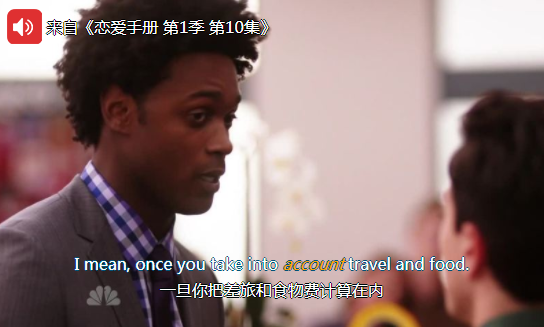 来自《恋爱手册 第1季 第10集》
I mean, once you take into account travel and food.
一旦你把差旅和食物费计算在内